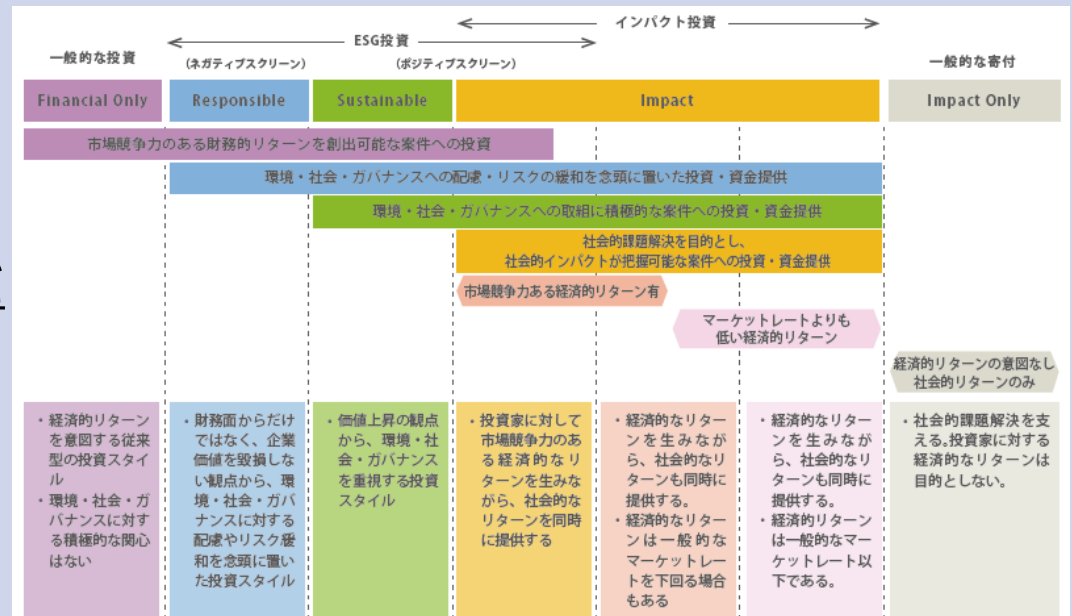 インパクト投資
ESG投資
一般的な投資
(ネガティブスクリーン)
(ポジティブスクリーン)
一般的な寄付
Financial Only
Responsible
Sustainable
Impact
Impact Only
市場競争力のある財務的リターンを創出可能な案件への投資
環境・社会・ガバナンスへの配慮・リスクの緩和を念頭に置いた投資・資金提供
環境・社会・ガバナンスへの取組に積極的な案件への投資・資金提供
社会的課題解決を目的とし、
社会的インパクトが把握可能な案件への投資・資金提供
市場競争力ある経済的リターン有
マーケットレートよりも
低い経済的リターン
経済的リターンの意図なし
社会的リターンのみ
・経済的リターン
を意図する従来
型の投資スタイ
ル
・環境・社会・ガ
バナンスに対す
る積極的な関心
はない
・財務面からだけ
ではなく、企業
価値を毀損しな
い観点から、環
境・社会・ガバ
ナンスに対する
配慮やリスク緩
和を念頭に置い
た投資スタイル
・価値上昇の観点
から、環境・社
会・ガバナンス
を重視する投資
スタイル
・投資家に対して
市場競争力のあ
る経済的なリ
ターンを生みな
がら、社会的な
リターンを同時
に提供する
・経済的なリター
ンを生みなが
ら、社会的なリ
ターンも同時に
提供する。
・経済的なリター
ンは一般的な
マーケットレー
トを下回る場合
もある
・経済的なリター
ンを生みなが
ら、社会的なリ
ターンも同時に
提供する。
・経済的リターン
は一般的なマー
ケットレート以
下である。
・社会的課題解決を支
える。投資家に対する
経済的なリターンは
目的としない。